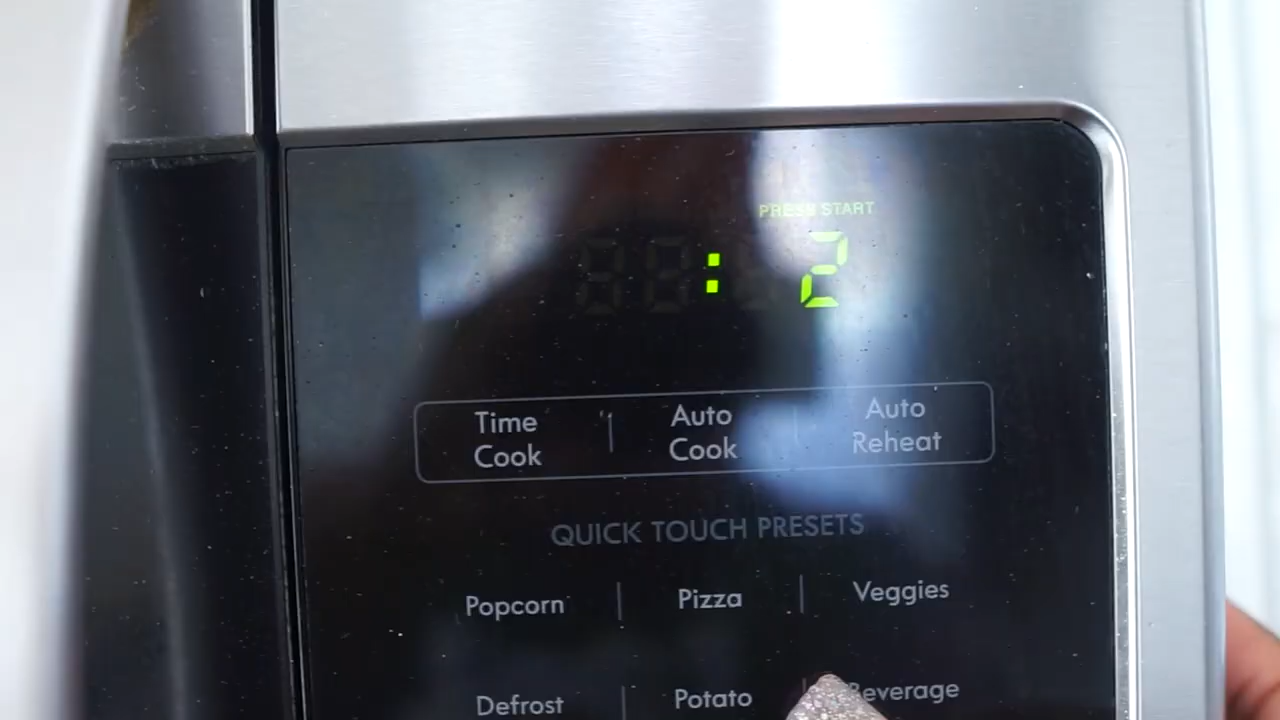 PRESS START
: 2
Time Cook
Auto Cook
Auto Reheat
QUICK TOUCH PRESETS
Popcorn
Pizza
Veggies
Defrost
Potato
Beverage